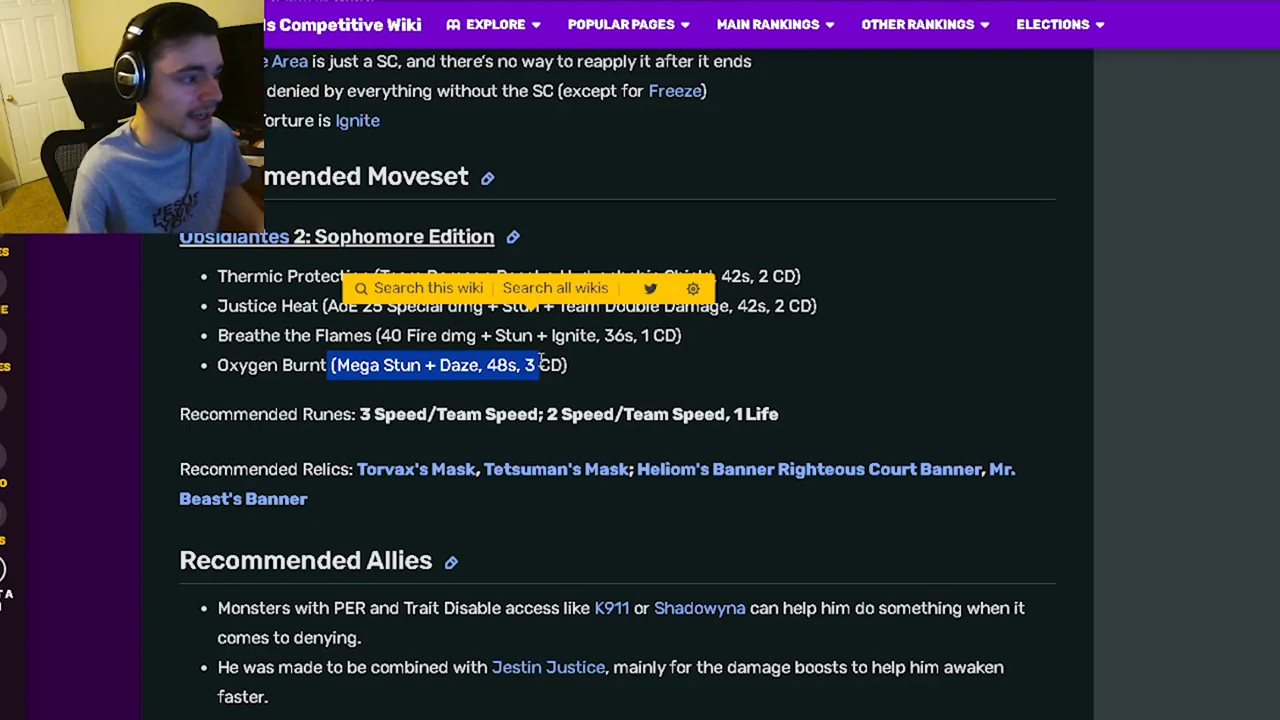 ls Competitive Wiki
EXPLORE
POPULAR PAGES
MAIN RANKINGS
OTHER RANKINGS
ELECTIONS
Area is just a SC, and there's no way to reapply it after it ends
denied by everything without the SC (except for Freeze)
Torture is Ignite
mended Moveset
Obsidiantes 2: Sophomore Edition
Thermic Protection 42s, 2 CD)
Search this wiki Search all wikis
Justice Heat (AoE 25 Special dmg + Stun + Team Double Damage, 42s, 2 CD)
Breathe the Flames (40 Fire dmg + Stun + Ignite, 36s, 1 CD)
Oxygen Burnt (Mega Stun + Daze, 48s, 3 CD)
Recommended Runes: 3 Speed/Team Speed; 2 Speed/Team Speed, 1 Life
Recommended Relics: Torvax's Mask, Tetsuman's Mask; Heliom's Banner Righteous Court Banner, Mr.
Beast's Banner
Recommended Allies
Monsters with PER and Trait Disable access like K911 or Shadowyna can help him do something when it
comes to denying.
He was made to be combined with Jestin Justice, mainly for the damage boosts to help him awaken
faster.